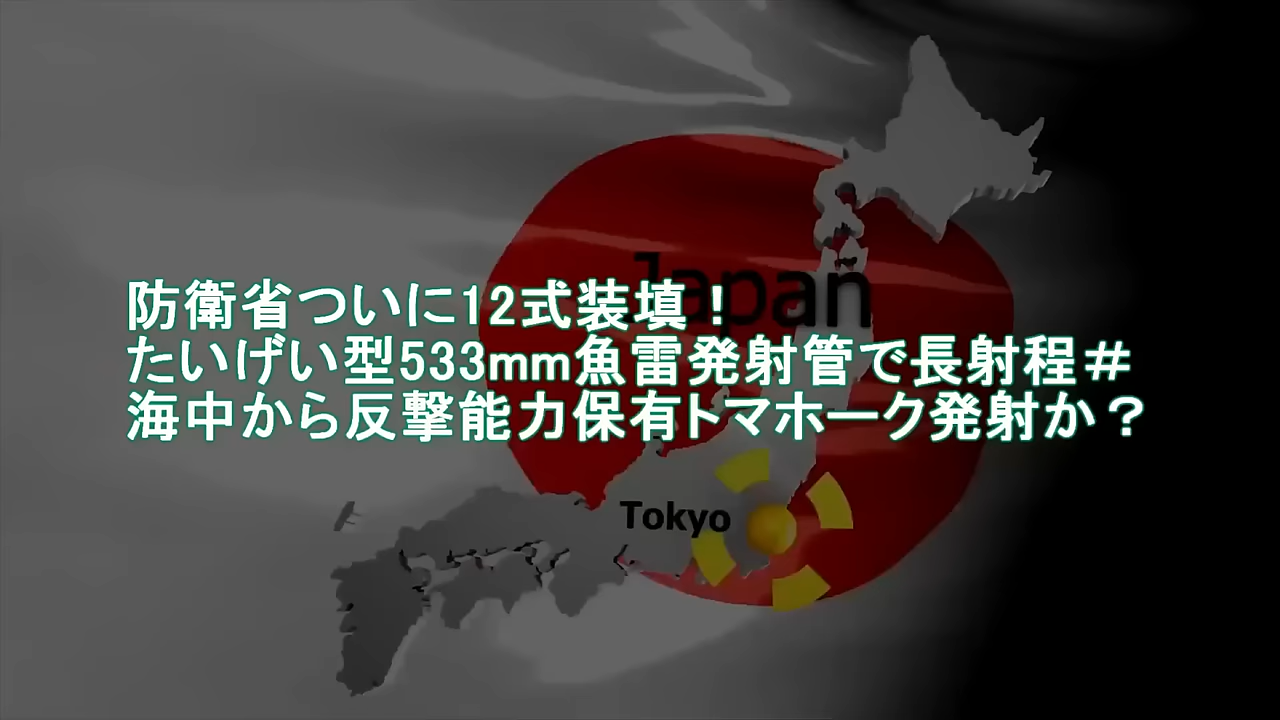 Japan
防衛省ついに12式装填！
たいげい型533mm魚雷発射管で長射程＃
海中から反撃能力保有トマホーク発射か？
Tokyo